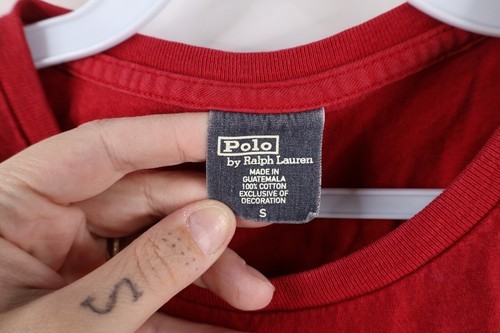 Polo
by Ralph Lauren
MADE IN
GUATEMALA
100% COTTON
EXCLUSIVE OF
DECORATION
S